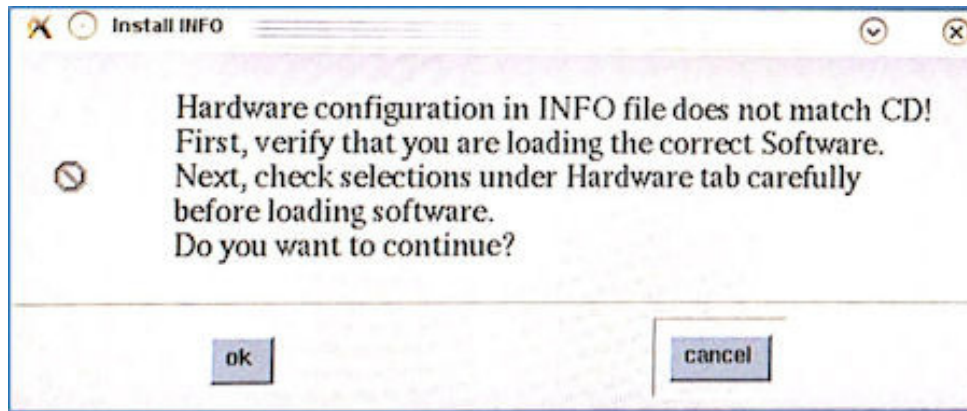 Install INFO
Hardware configuration in INFO file does not match CD!
First, verify that you are loading the correct Software.
Next, check selections under Hardware tab carefully
before loading software.
Do you want to continue?
ok
cancel